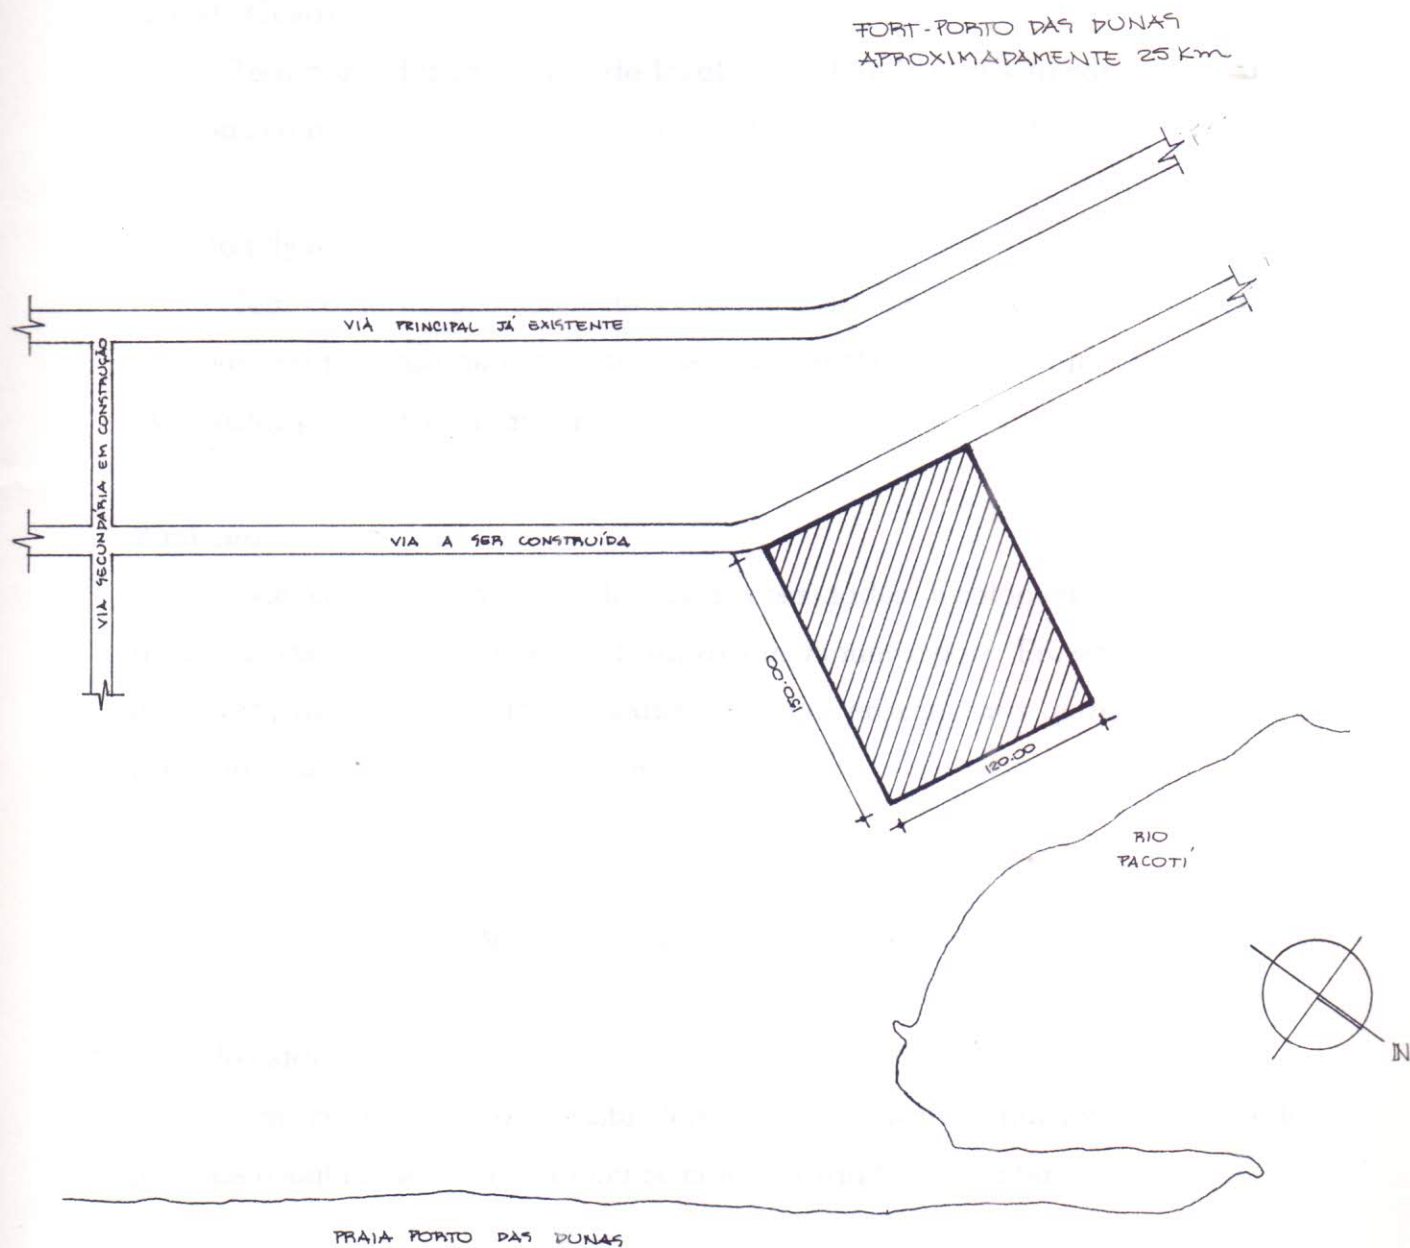 FORT-PORTO DAS DUNAS
APROXIMADAMENTE 25 Km
VIA PRINCIPAL JÁ EXISTENTE
VIA SECUNDÁRIA EM CONSTRUÇÃO
VIA A SER CONSTRUÍDA
150.00
120.00
RIO
PACOTÍ
N
PRAIA PORTO DAS DUNAS